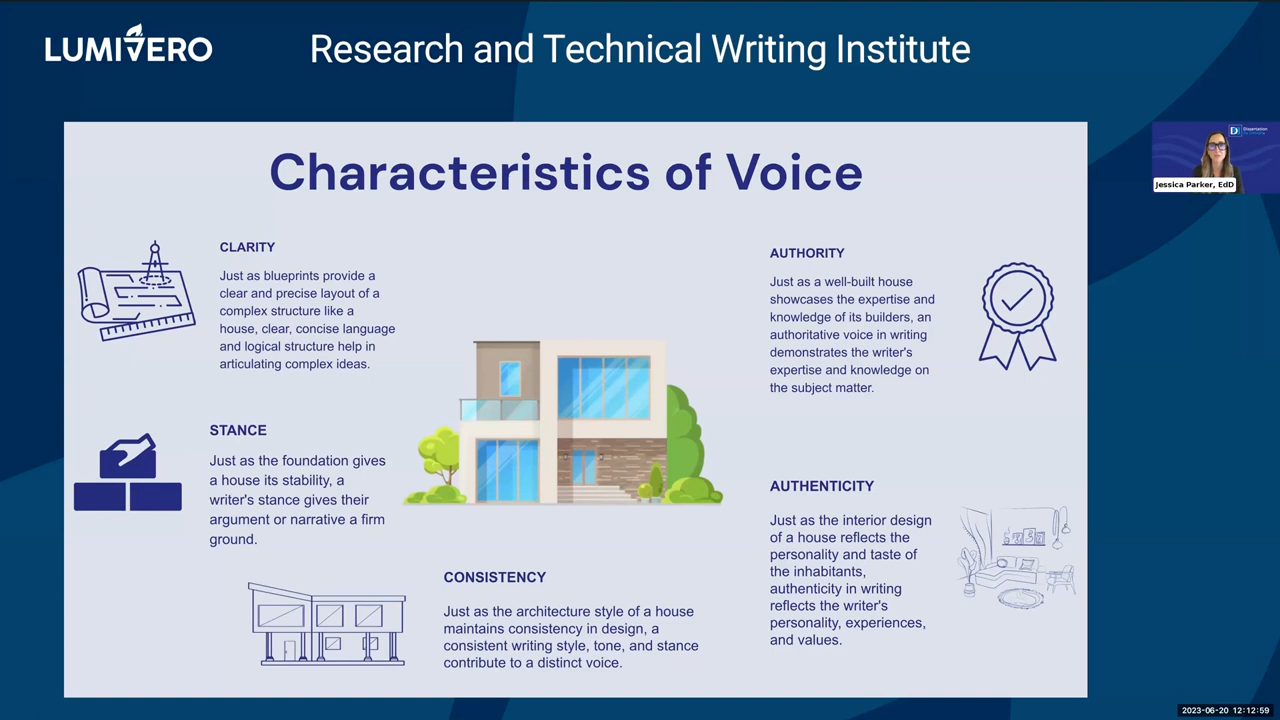 LUMIVERO
Research and Technical Writing Institute
Characteristics of Voice
CLARITY
Just as blueprints provide a
clear and precise layout of a
complex structure like a
house, clear, concise language
and logical structure help in
articulating complex ideas.
STANCE
Just as the foundation gives
a house its stability, a
writer's stance gives their
argument or narrative a firm
ground.
CONSISTENCY
Just as the architecture style of a house
maintains consistency in design, a
consistent writing style, tone, and stance
contribute to a distinct voice.
AUTHORITY
Just as a well-built house
showcases the expertise and
knowledge of its builders, an
authoritative voice in writing
demonstrates the writer's
expertise and knowledge on
the subject matter.
AUTHENTICITY
Just as the interior design
of a house reflects the
personality and taste of
the inhabitants,
authenticity in writing
reflects the writer's
personality, experiences,
and values.
D
Dissertation
Jessica Parker, EdD
2023-06-20 12:12:59